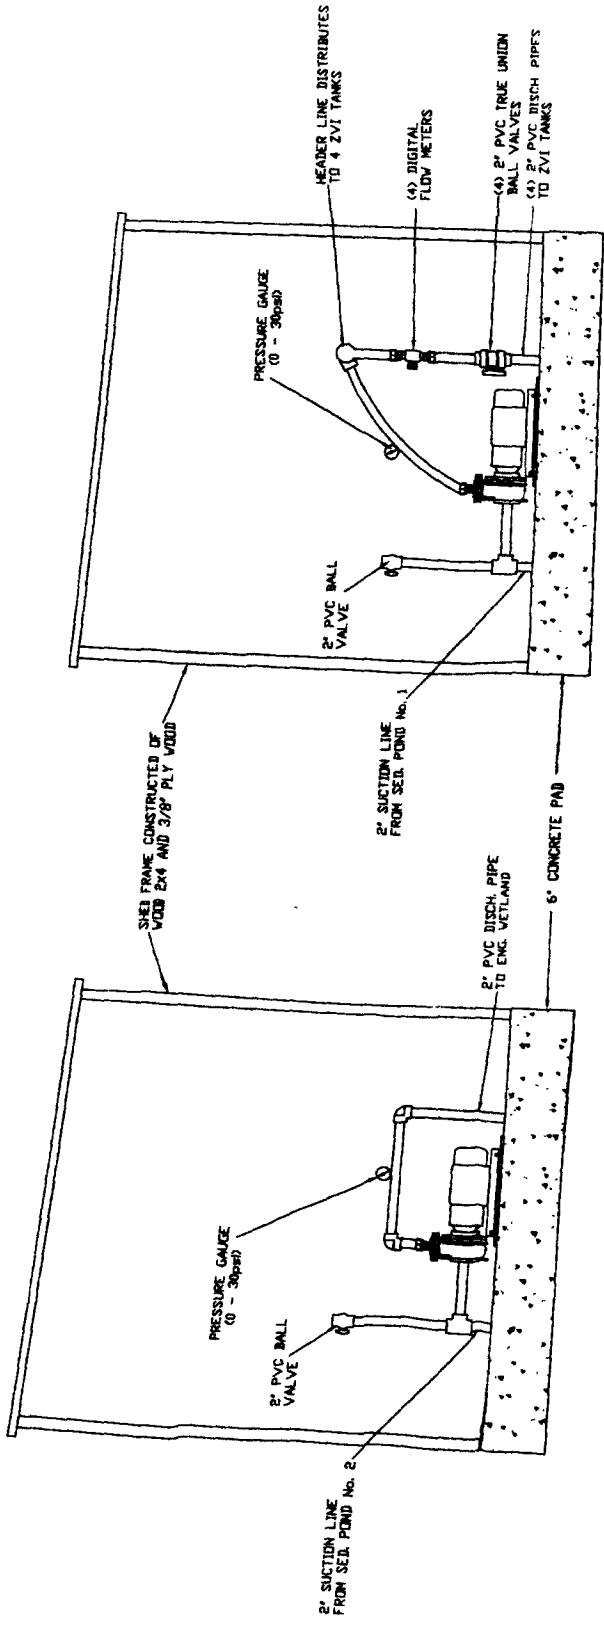 SHED FRAME CONSTRUCTED OF
WOOD 2x4 AND 3/8" PLY WOOD
PRESSURE GAUGE
(0 - 30psi)
2" PVC BALL
VALVE
2" SUCTION LINE
FROM SED. POND No. 2
2" PVC DISCH. PIPE
TO ENG. WETLAND
6" CONCRETE PAD
HEADER LINE DISTRIBUTES
TO 4 ZVI TANKS
PRESSURE GAUGE
(0 - 30psi)
(4) DIGITAL
FLOW METERS
2" PVC BALL
VALVE
(4) 2" PVC TRUE UNION
BALL VALVES
(4) 2" PVC DISCH PIPES
TO ZVI TANKS
2" SUCTION LINE
FROM SED. POND No. 1